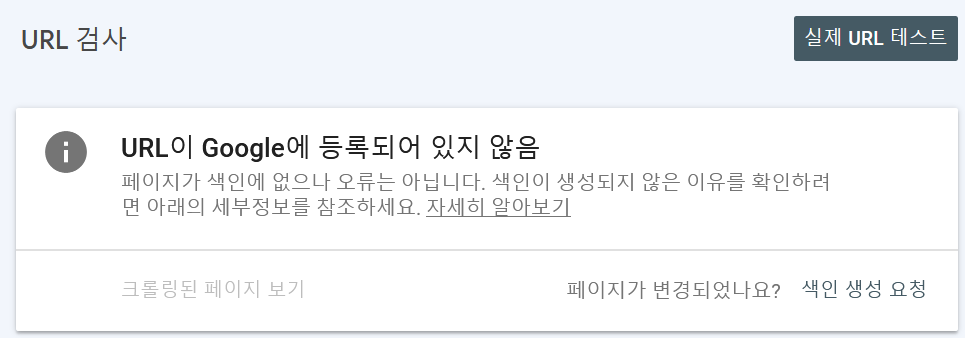 URL 검사
실제 URL 테스트
URL이 Google에 등록되어 있지 않음
페이지가 색인에 없으나 오류는 아닙니다. 색인이 생성되지 않은 이유를 확인하려
면 아래의 세부정보를 참조하세요. 자세히 알아보기
크롤링된 페이지 보기
페이지가 변경되었나요?
색인 생성 요청